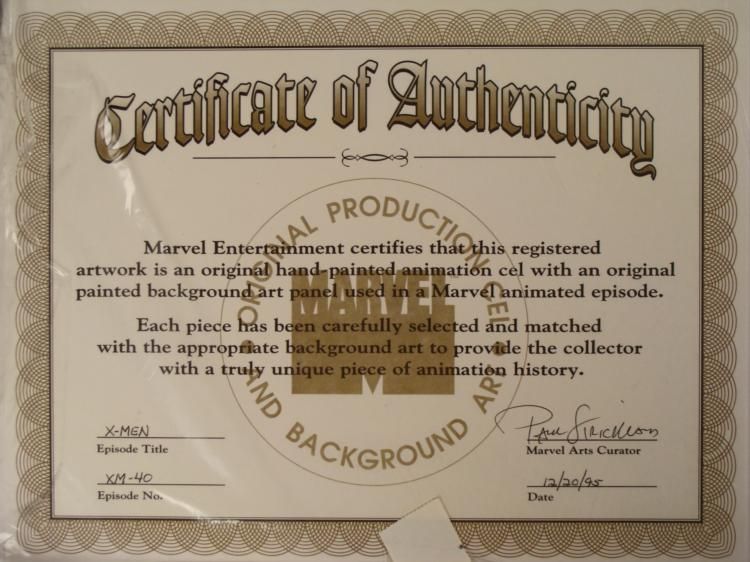 Certificate of Authenticity
Marvel Entertainment certifies that this registered
artwork is an original hand-painted animation cel with an original
painted background art panel used in a Marvel animated episode.
Each piece has been carefully selected and matched
with the appropriate background art to provide the collector
with a truly unique piece of animation history.
ORIGINAL PRODUCTION CEL
AND BACKGROUND ART
MARVEL
X-MEN
Episode Title
XM-40
Episode No.
Marvel Arts Curator
12/20/95
Date